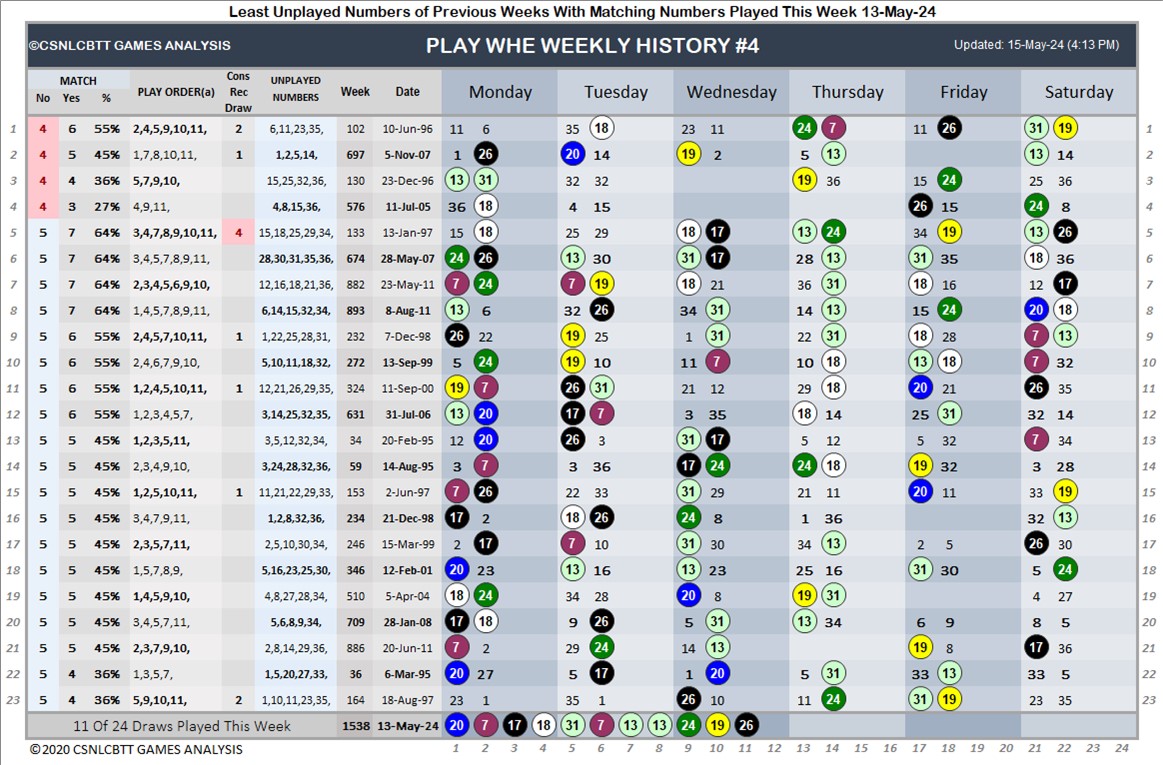 Least Unplayed Numbers of Previous Weeks With Matching Numbers Played This Week 13-May-24
©CSNLCBTT GAMES ANALYSIS PLAY WHE WEEKLY HISTORY #4 Updated: 15-May-24 (4:13 PM)
MATCH Cons
No Yes % PLAY ORDER(a) Rec UNPLAYED Week Date Monday Tuesday Wednesday Thursday Friday Saturday
Draw NUMBERS
1 4 6 55% 2,4,5,9,10,11, 2 6,11,23,35, 102 10-Jun-96 11 6 35 18 23 11 24 7 11 26 31 19 1
2 4 5 45% 1,7,8,10,11, 1 1,2,5,14, 697 5-Nov-07 1 26 20 14 19 2 5 13 13 14 2
3 4 4 36% 5,7,9,10, 15,25,32,36, 130 23-Dec-96 13 31 32 32 19 36 15 24 25 36 3
4 4 3 27% 4,9,11, 4,8,15,36, 576 11-Jul-05 36 18 4 15 26 15 24 8 4
5 5 7 64% 3,4,7,8,9,10,11, 4 15,18,25,29,34, 133 13-Jan-97 15 18 25 29 18 17 13 24 34 19 13 26 5
6 5 7 64% 3,4,5,7,8,9,11, 28,30,31,35,36, 674 28-May-07 24 26 13 30 31 17 28 13 31 35 18 36 6
7 5 7 64% 2,3,4,5,6,9,10, 12,16,18,21,36, 882 23-May-11 7 24 7 19 18 21 36 31 18 16 12 17 7
8 5 7 64% 1,4,5,7,8,9,11, 6,14,15,32,34, 893 8-Aug-11 13 6 32 26 34 31 14 13 15 24 20 18 8
9 5 6 55% 2,4,5,7,10,11, 1 1,22,25,28,31, 232 7-Dec-98 26 22 19 25 1 31 22 31 18 28 7 13 9
10 5 6 55% 2,4,6,7,9,10, 5,10,11,18,32, 272 13-Sep-99 5 24 19 10 11 7 10 18 13 18 7 32 10
11 5 6 55% 1,2,4,5,10,11, 1 12,21,26,29,35, 324 11-Sep-00 19 7 26 31 21 12 29 18 20 21 26 35 11
12 5 6 55% 1,2,3,4,5,7, 3,14,25,32,35, 631 31-Jul-06 13 20 17 7 3 35 18 14 25 31 32 14 12
13 5 5 45% 1,2,3,5,11, 3,5,12,32,34, 34 20-Feb-95 12 20 26 3 31 17 5 12 5 32 7 34 13
14 5 5 45% 2,3,4,9,10, 3,24,28,32,36, 59 14-Aug-95 3 7 3 36 17 24 24 18 19 32 3 28 14
15 5 5 45% 1,2,5,10,11, 1 11,21,22,29,33, 153 2-Jun-97 7 26 22 33 31 29 21 11 20 11 33 19 15
16 5 5 45% 3,4,7,9,11, 1,2,8,32,36, 234 21-Dec-98 17 2 18 26 24 8 1 36 32 13 16
17 5 5 45% 2,3,5,7,11, 2,5,10,30,34, 246 15-Mar-99 2 17 7 10 31 30 34 13 2 5 26 30 17
18 5 5 45% 1,5,7,8,9, 5,16,23,25,30, 346 12-Feb-01 20 23 13 16 13 23 25 16 31 30 5 24 18
19 5 5 45% 1,4,5,9,10, 4,8,27,28,34, 510 5-Apr-04 18 24 34 28 20 8 19 31 4 27 19
20 5 5 45% 3,4,5,7,11, 5,6,8,9,34, 709 28-Jan-08 17 18 9 26 5 31 13 34 6 9 8 5 20
21 5 5 45% 2,3,7,9,10, 2,8,14,29,36, 886 20-Jun-11 7 2 29 24 14 13 19 8 17 36 21
22 5 4 36% 1,3,5,7, 1,5,20,27,33, 36 6-Mar-95 20 27 5 17 1 20 5 31 33 13 33 5 22
23 5 4 36% 5,9,10,11, 2 1,10,11,23,35, 164 18-Aug-97 23 1 35 1 26 10 11 24 31 19 23 35 23
11 Of 24 Draws Played This Week 1538 13-May-24 20 7 17 18 31 7 13 13 24 19 26
©2020 CSNLCBTT GAMES ANALYSIS 1 2 3 4 5 6 7 8 9 10 11 12 13 14 15 16 17 18 19 20 21 22 23 24